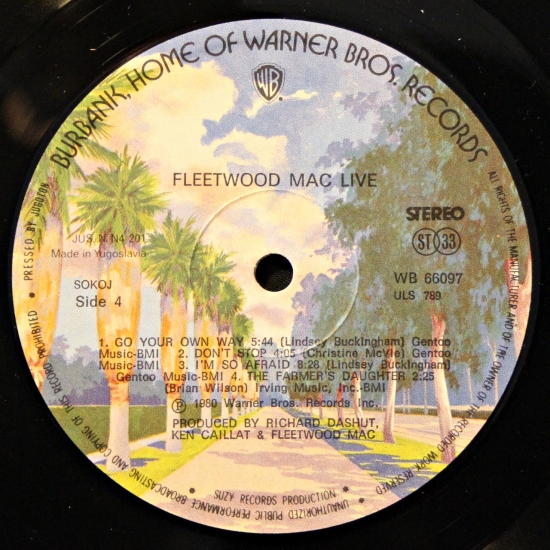 BURBANK, HOME OF WARNER BROS. RECORDS
WB
FLEETWOOD MAC LIVE
JUS. N. N4 201
Made in Yugoslavia
SOKOJ
Side 4
STEREO
ST 33
WB 66097
ULS 789
1. GO YOUR OWN WAY 5:44 (Lindsey Buckingham) Gentoo
Music-BMI 2. DON'T STOP 4:05 (Christine McVie) Gentoo
Music-BMI 3. I'M SO AFRAID 8:28 (Lindsey Buckingham)
Gentoo Music-BMI 4. THE FARMER'S DAUGHTER 2:25
(Brian Wilson) Irving Music, Inc.-BMI
℗ 1980 Warner Bros. Records Inc.
PRODUCED BY RICHARD DASHUT,
KEN CAILLAT & FLEETWOOD MAC
ALL RIGHTS OF THE MANUFACTURER AND OF THE OWNER OF THE RECORDED WORK RESERVED • UNAUTHORIZED PUBLIC PERFORMANCE BROADCASTING AND COPYING OF THIS RECORD PROHIBITED • PRESSED BY JUGOTON
* SUZY RECORDS PRODUCTION *